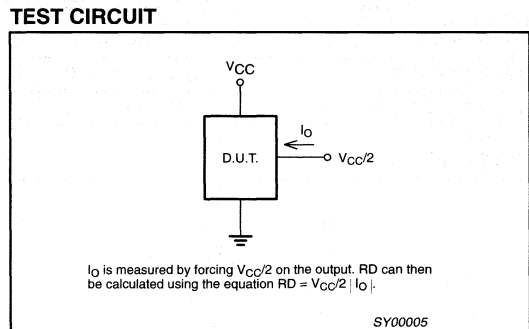 TEST CIRCUIT
VCC
IO
D.U.T.
VCC/2
IO is measured by forcing VCC/2 on the output. RD can then
be calculated using the equation RD = VCC/2 | IO |.
SY00005